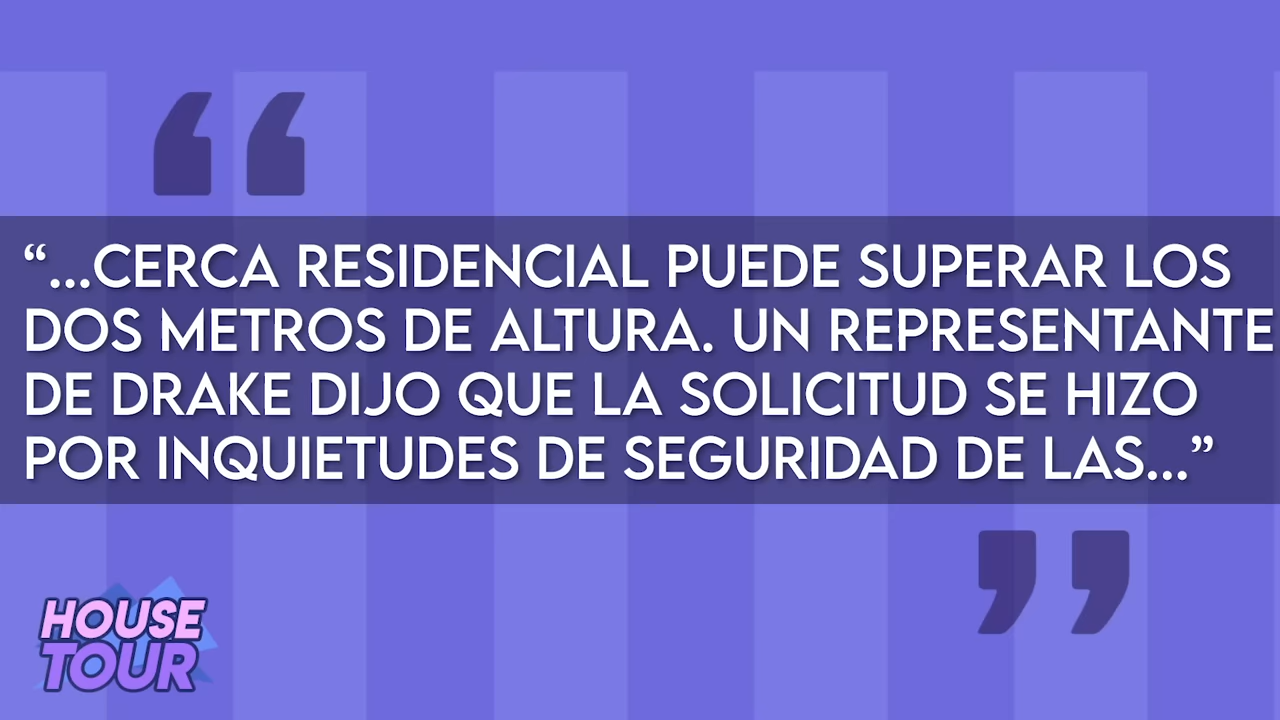 “...CERCA RESIDENCIAL PUEDE SUPERAR LOS
DOS METROS DE ALTURA. UN REPRESENTANTE
DE DRAKE DIJO QUE LA SOLICITUD SE HIZO
POR INQUIETUDES DE SEGURIDAD DE LAS...”
HOUSE
TOUR